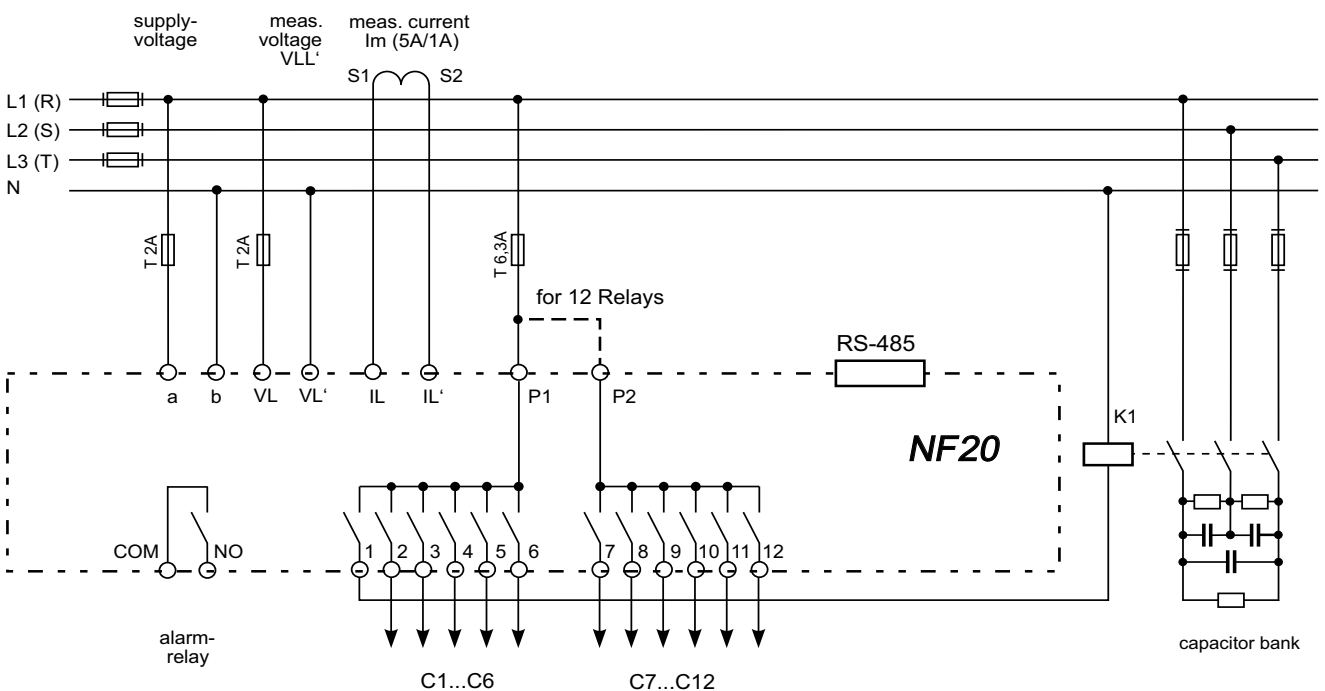 supply-
voltage
meas.
voltage
VLL‘
meas. current
Im (5A/1A)
S1
S2
L1 (R)
L2 (S)
L3 (T)
N
T 2A
T 2A
T 6,3A
for 12 Relays
RS-485
a
b
VL
VL‘
IL
IL‘
P1
P2
K1
NF20
COM
NO
1
2
3
4
5
6
7
8
9
10
11
12
alarm-
relay
C1...C6
C7...C12
capacitor bank